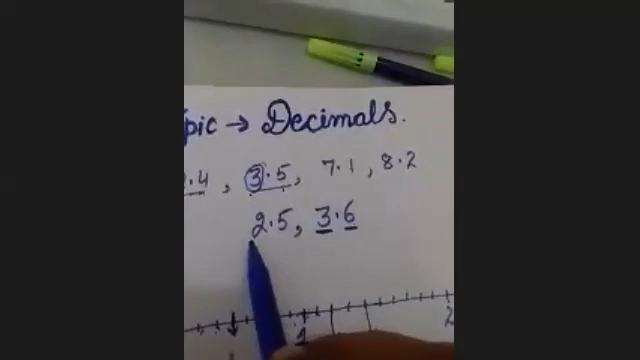 pic → Decimals.
.4, 3.5, 7.1, 8.2
2.5, 3.6
1 2